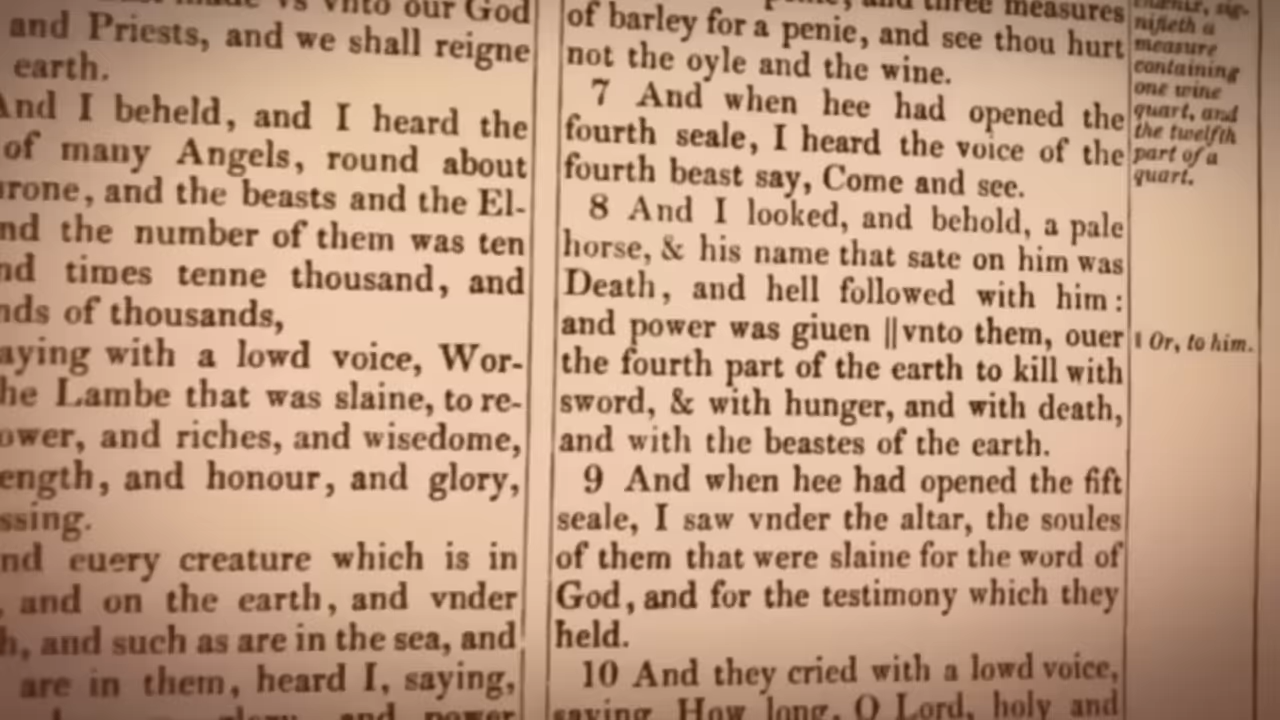 vs vnto our God
and Priests, and we shall reigne
earth.
And I beheld, and I heard the
of many Angels, round about
and the beasts and the El-
the number of them was ten
times tenne thousand, and
of thousands,
with a lowd voice, Wor-
Lambe that was slaine, to re-
and riches, and wisedome,
and honour, and glory,
euery creature which is in
, and on the earth, and vnder
and such as are in the sea, and
are in them, heard I, saying,
and power
and three measures
of barley for a penie, and see thou hurt
not the oyle and the wine.
7 And when hee had opened the
fourth seale, I heard the voice of the
fourth beast say, Come and see.
8 And I looked, and behold, a pale
horse, & his name that sate on him was
Death, and hell followed with him:
and power was giuen || vnto them, ouer
the fourth part of the earth to kill with
sword, & with hunger, and with death,
and with the beastes of the earth.
9 And when hee had opened the fift
seale, I saw vnder the altar, the soules
of them that were slaine for the word of
God, and for the testimony which they
held.
10 And they cried with a lowd voice,
saying, How long, O Lord, holy and
nifieth a
measure
containing
one wine
quart, and
the twelfth
part of a
quart.
|| Or, to him.